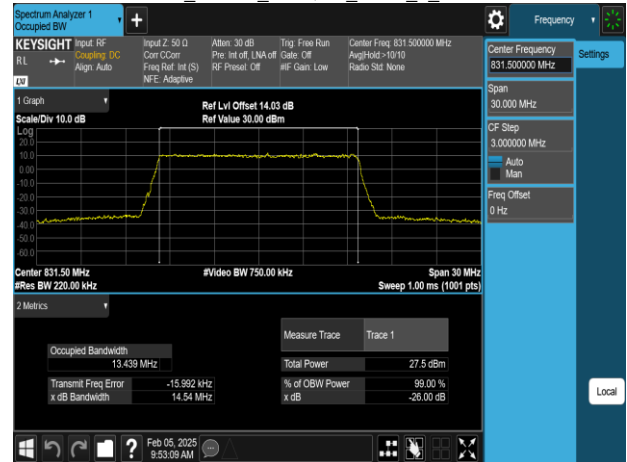 Spectrum Analyzer 1
Occupied BW
Frequency
KEYSIGHT
RL
LXI
Input: RF
Coupling: DC
Align: Auto
Input Z: 50 Ω
Corr CCorr
Freq Ref: Int (S)
NFE: Adaptive
Atten: 30 dB
Pre: Int off, LNA off
RF Presel: Off
Trig: Free Run
Gate: Off
#IF Gain: Low
Center Freq: 831.500000 MHz
Avg|Hold:>10/10
Radio Std: None
Center Frequency
831.500000 MHz
Settings
Span
30.000 MHz
CF Step
3.000000 MHz
Auto
Man
Freq Offset
0 Hz
Local
1 Graph
Scale/Div 10.0 dB
Ref Lvl Offset 14.03 dB
Ref Value 30.00 dBm
Log
20.0
10.0
0.00
-10.0
-20.0
-30.0
-40.0
-50.0
-60.0
Center 831.50 MHz
#Video BW 750.00 kHz
Span 30 MHz
#Res BW 220.00 kHz
Sweep 1.00 ms (1001 pts)
2 Metrics
Measure Trace Trace 1
Occupied Bandwidth
13.439 MHz
Total Power 27.5 dBm
Transmit Freq Error -15.992 kHz
% of OBW Power 99.00 %
x dB Bandwidth 14.54 MHz
x dB -26.00 dB
Feb 05, 2025
9:53:09 AM